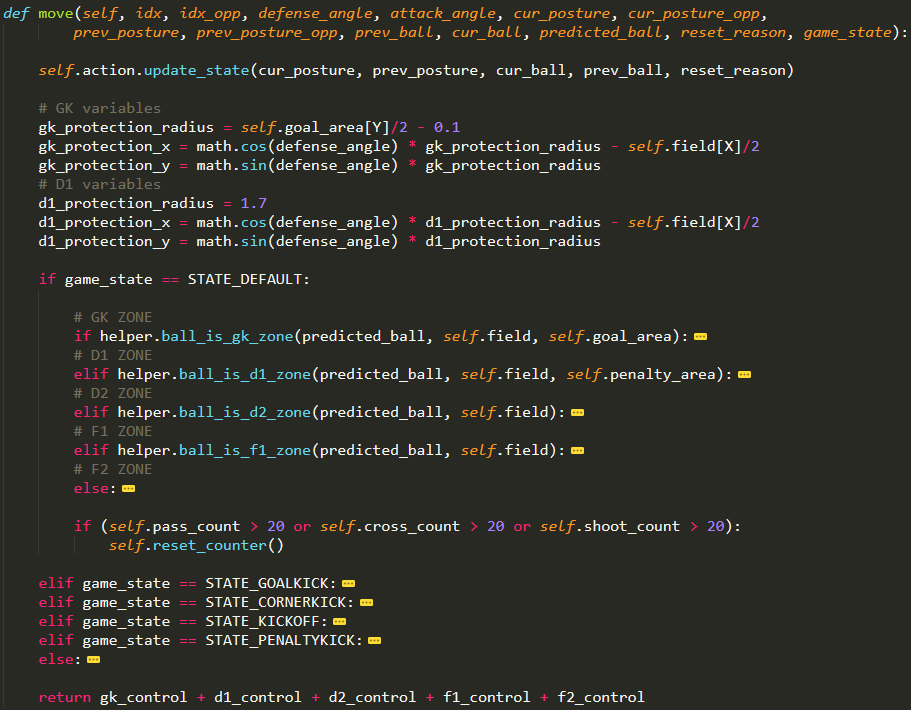 def move(self, idx, idx_opp, defense_angle, attack_angle, cur_posture, cur_posture_opp,
prev_posture, prev_posture_opp, prev_ball, cur_ball, predicted_ball, reset_reason, game_state):
self.action.update_state(cur_posture, prev_posture, cur_ball, prev_ball, reset_reason)
# GK variables
gk_protection_radius = self.goal_area[Y]/2 - 0.1
gk_protection_x = math.cos(defense_angle) * gk_protection_radius - self.field[X]/2
gk_protection_y = math.sin(defense_angle) * gk_protection_radius
# D1 variables
d1_protection_radius = 1.7
d1_protection_x = math.cos(defense_angle) * d1_protection_radius - self.field[X]/2
d1_protection_y = math.sin(defense_angle) * d1_protection_radius
if game_state == STATE_DEFAULT:
# GK ZONE
if helper.ball_is_gk_zone(predicted_ball, self.field, self.goal_area):
# D1 ZONE
elif helper.ball_is_d1_zone(predicted_ball, self.field, self.penalty_area):
# D2 ZONE
elif helper.ball_is_d2_zone(predicted_ball, self.field):
# F1 ZONE
elif helper.ball_is_f1_zone(predicted_ball, self.field):
# F2 ZONE
else:
if (self.pass_count > 20 or self.cross_count > 20 or self.shoot_count > 20):
self.reset_counter()
elif game_state == STATE_GOALKICK:
elif game_state == STATE_CORNERKICK:
elif game_state == STATE_KICKOFF:
elif game_state == STATE_PENALTYKICK:
else:
return gk_control + d1_control + d2_control + f1_control + f2_control